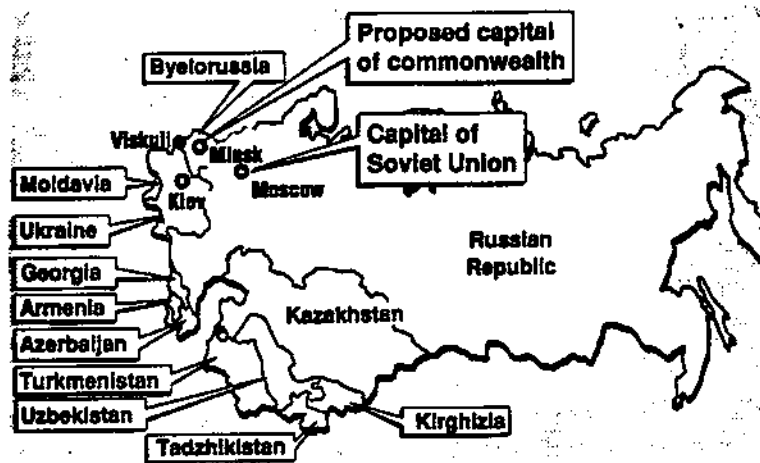 Proposed capital
of commonwealth
Byelorussia
Viskuli
Minsk
Capital of
Soviet Union
Moscow
Moldavia
Kiev
Ukraine
Russian
Republic
Georgia
Armenia
Kazakhstan
Azerbaijan
Turkmenistan
Uzbekistan
Kirghizia
Tadzhikistan